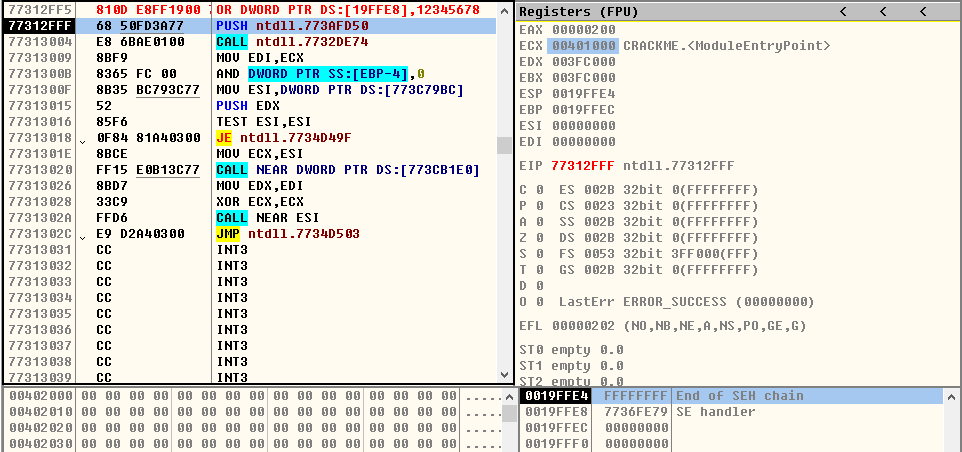 77312FF5 810D E8FF1900 OR DWORD PTR DS:[19FFE8],12345678
77312FFF 68 50FD3A77 PUSH ntdll.773AFD50
77313004 E8 6BAE0100 CALL ntdll.7732DE74
77313009 8BF9 MOV EDI,ECX
7731300B 8365 FC 00 AND DWORD PTR SS:[EBP-4],0
7731300F 8B35 BC793C77 MOV ESI,DWORD PTR DS:[773C79BC]
77313015 52 PUSH EDX
77313016 85F6 TEST ESI,ESI
77313018 0F84 81A40300 JE ntdll.7734D49F
7731301E 8BCE MOV ECX,ESI
77313020 FF15 E0B13C77 CALL NEAR DWORD PTR DS:[773CB1E0]
77313026 8BD7 MOV EDX,EDI
77313028 33C9 XOR ECX,ECX
7731302A FFD6 CALL NEAR ESI
7731302C E9 D2A40300 JMP ntdll.7734D503
77313031 CC INT3
77313032 CC INT3
77313033 CC INT3
77313034 CC INT3
77313035 CC INT3
77313036 CC INT3
77313037 CC INT3
77313038 CC INT3
77313039 CC INT3
Registers (FPU) < < <
EAX 00000200
ECX 00401000 CRACKME.<ModuleEntryPoint>
EDX 003FC000
EBX 003FC000
ESP 0019FFE4
EBP 0019FFEC
ESI 00000000
EDI 00000000
EIP 77312FFF ntdll.77312FFF
C 0 ES 002B 32bit 0(FFFFFFFF)
P 0 CS 0023 32bit 0(FFFFFFFF)
A 0 SS 002B 32bit 0(FFFFFFFF)
Z 0 DS 002B 32bit 0(FFFFFFFF)
S 0 FS 0053 32bit 3FF000(FFF)
T 0 GS 002B 32bit 0(FFFFFFFF)
D 0
O 0 LastErr ERROR_SUCCESS (00000000)
EFL 00000202 (NO,NB,NE,A,NS,PO,GE,G)
ST0 empty 0.0
ST1 empty 0.0
ST2 empty 0.0
00402000 00 00 00 00 00 00 00 00 00 00 00 00 00 00 00 00 .....
00402010 00 00 00 00 00 00 00 00 00 00 00 00 00 00 00 00 .....
00402020 00 00 00 00 00 00 00 00 00 00 00 00 00 00 00 00 .....
00402030 00 00 00 00 00 00 00 00 00 00 00 00 00 00 00 00 .....
0019FFE4 FFFFFFFF End of SEH chain
0019FFE8 7736FE79 SE handler
0019FFEC 00000000
0019FFF0 00000000